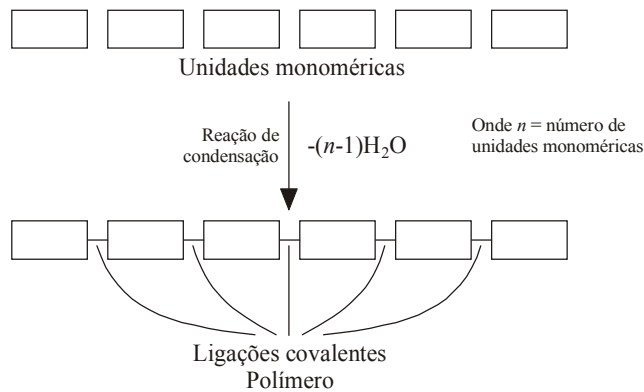 Unidades monoméricas
Reação de
condensação
-(n-1)H₂O
Onde n = número de
unidades monoméricas
Ligações covalentes
Polímero